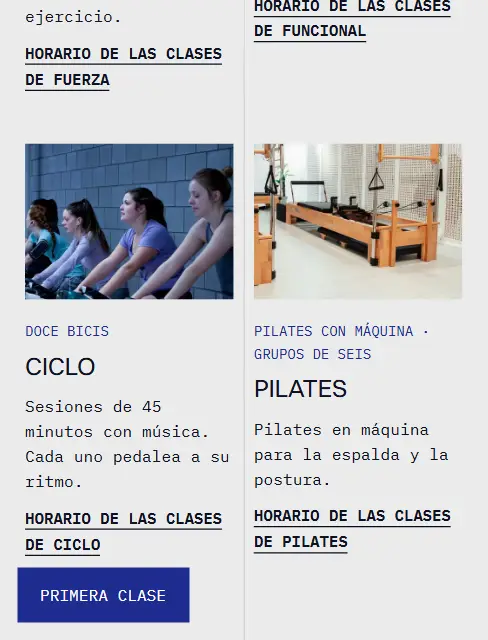 ejercicio.
HORARIO DE LAS CLASES
DE FUERZA
HORARIO DE LAS CLASES
DE FUNCIONAL
DOCE BICIS
CICLO
Sesiones de 45
minutos con música.
Cada uno pedalea a su
ritmo.
HORARIO DE LAS CLASES
DE CICLO
PILATES CON MÁQUINA ·
GRUPOS DE SEIS
PILATES
Pilates en máquina
para la espalda y la
postura.
HORARIO DE LAS CLASES
DE PILATES
PRIMERA CLASE